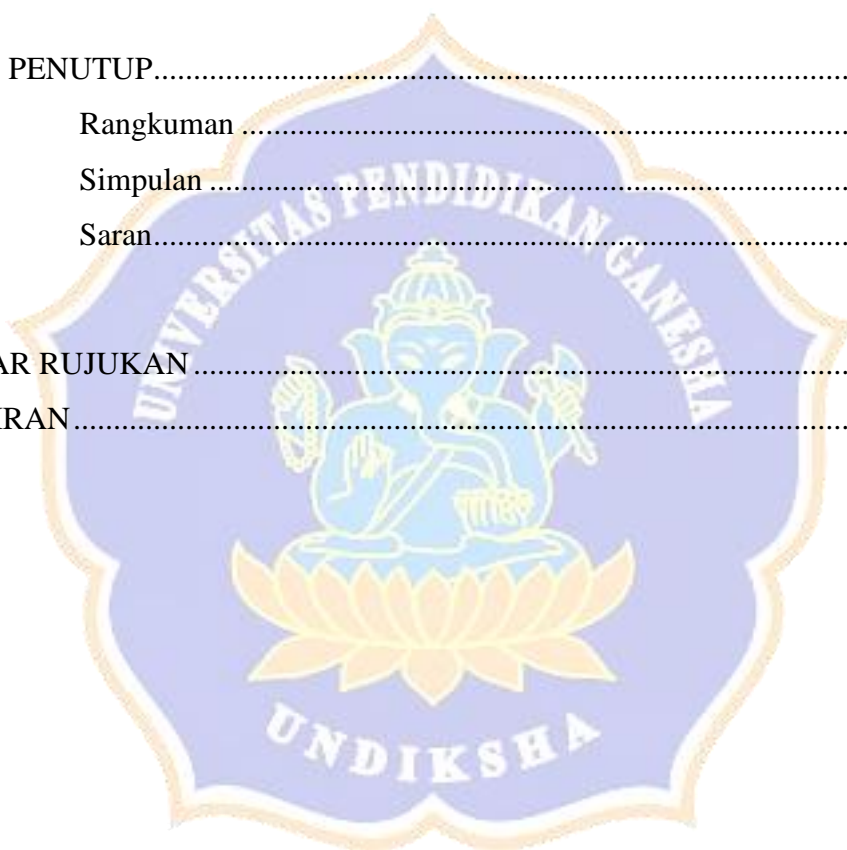 PENUTUP
Rangkuman
Simpulan
Saran
AR RUJUKAN
IRAN
UNIVERSITAS PENDIDIKAN GANESHA
UNDIKSHA